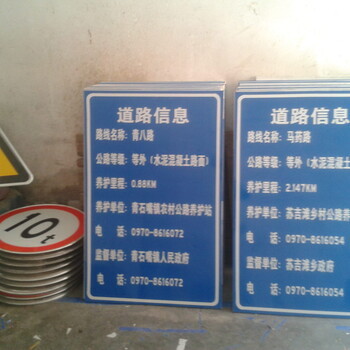 道路信息
路线名称：青八路
公路等级：等外（水泥混凝土路面）
养护里程：0.88KM
养护单位：青石嘴镇农村公路养护站
电 话：0970-8616072
监督单位：青石嘴镇人民政府
电 话：0970-8616072
道路信息
路线名称：马苑路
公路等级：等外（水泥混凝土
养护里程：2.147KM
养护单位：苏吉滩乡村公路养护
电 话：0970-8616054
监督单位：苏吉滩乡政府
电 话：0970-8616054
10t